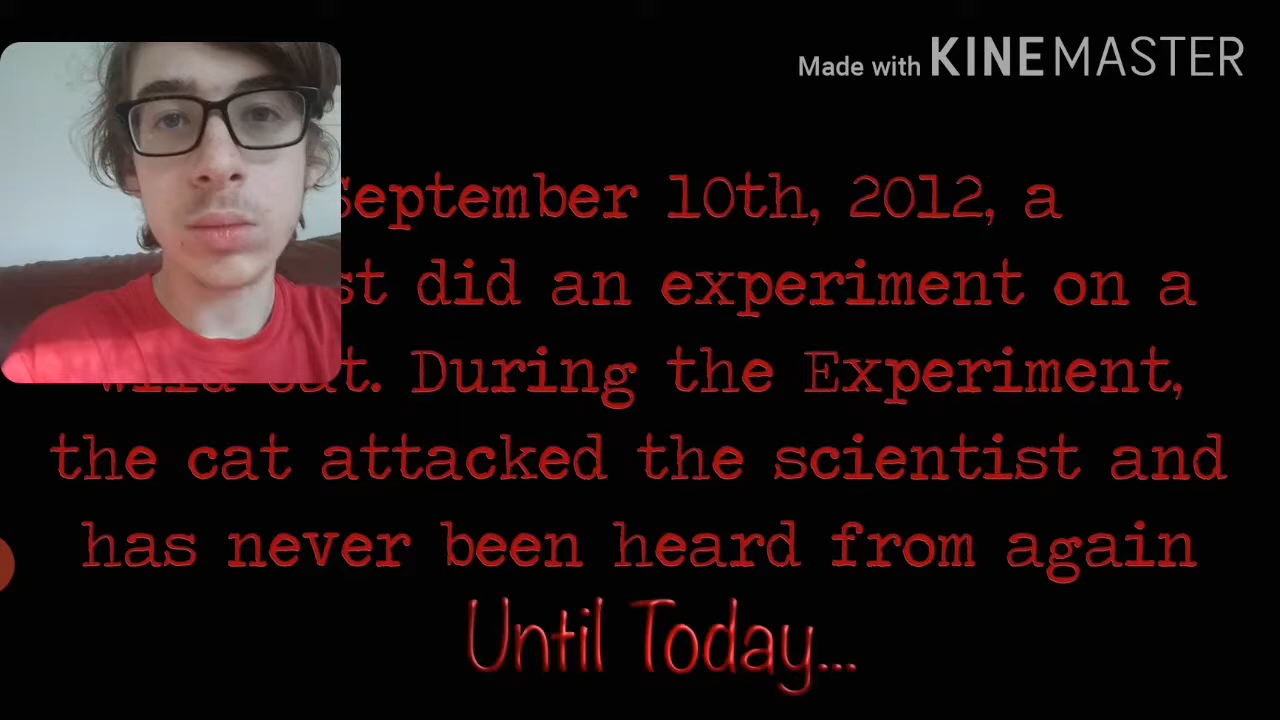 Made with KINEMASTER
September 10th, 2012, a
did an experiment on a
cat. During the Experiment,
the cat attacked the scientist and
has never been heard from again
Until Today...